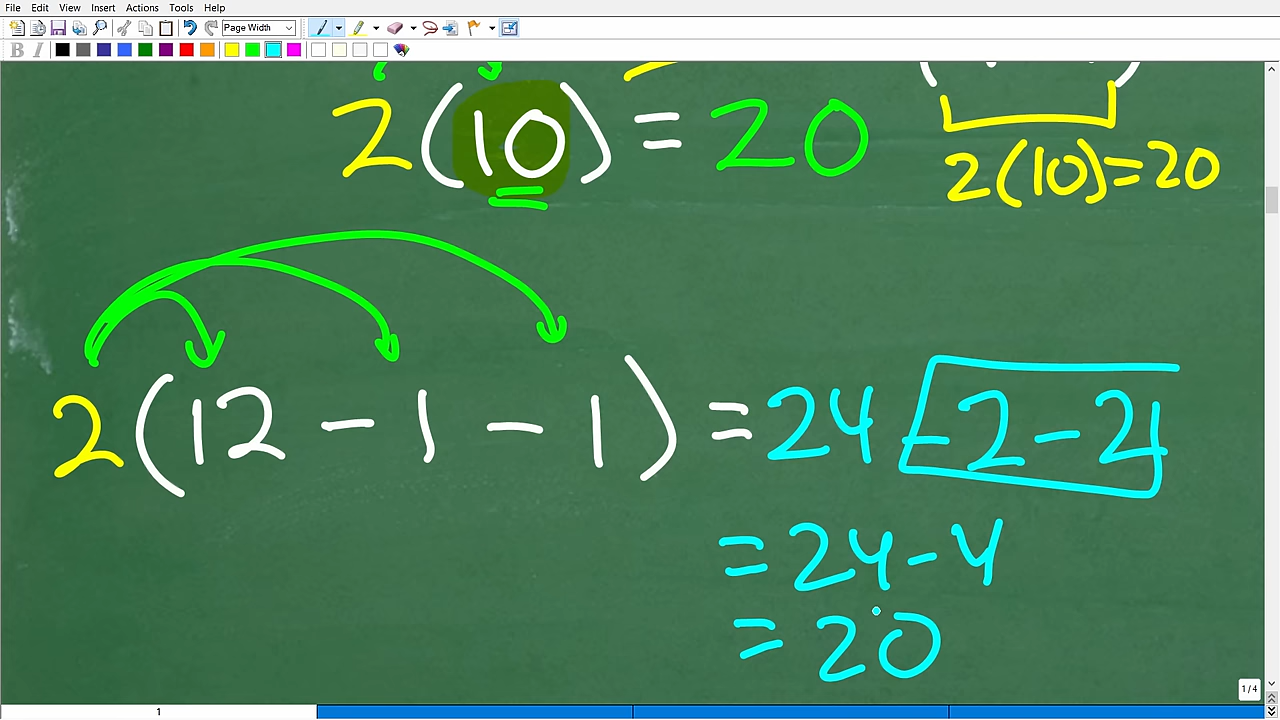 File Edit View Insert Actions Tools Help
Page Width
B I
2(10) = 20
2(10)=20
2(12 - 1 - 1) = 24 - 2 - 2
= 24 - 4
= 20
1/4
1